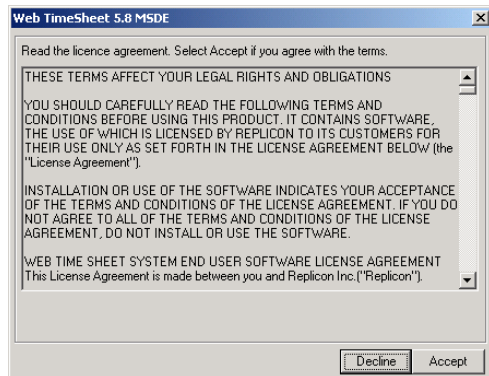 Web TimeSheet 5.8 MSDE
Read the licence agreement. Select Accept if you agree with the terms.
THESE TERMS AFFECT YOUR LEGAL RIGHTS AND OBLIGATIONS
YOU SHOULD CAREFULLY READ THE FOLLOWING TERMS AND
CONDITIONS BEFORE USING THIS PRODUCT. IT CONTAINS SOFTWARE,
THE USE OF WHICH IS LICENSED BY REPLICON TO ITS CUSTOMERS FOR
THEIR USE ONLY AS SET FORTH IN THE LICENSE AGREEMENT BELOW (the
"License Agreement").
INSTALLATION OR USE OF THE SOFTWARE INDICATES YOUR ACCEPTANCE
OF THE TERMS AND CONDITIONS OF THE LICENSE AGREEMENT. IF YOU DO
NOT AGREE TO ALL OF THE TERMS AND CONDITIONS OF THE LICENSE
AGREEMENT, DO NOT INSTALL OR USE THE SOFTWARE.
WEB TIME SHEET SYSTEM END USER SOFTWARE LICENSE AGREEMENT
This License Agreement is made between you and Replicon Inc.("Replicon").
Decline Accept